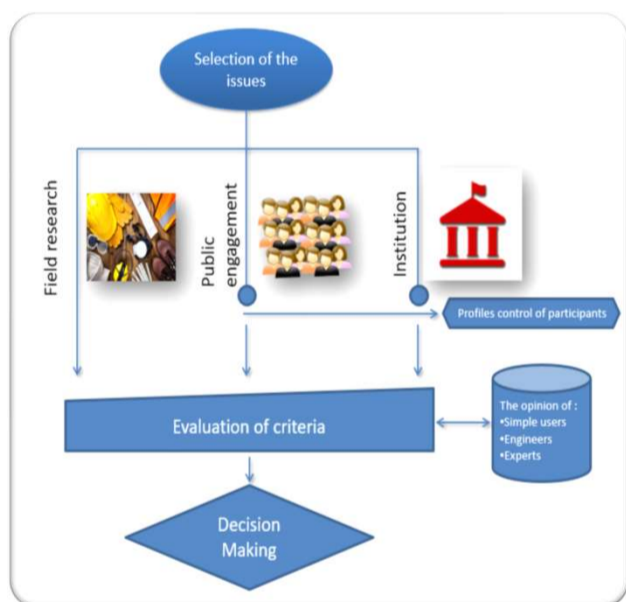 Selection of the
issues
Field research
Public
engagement
Institution
Profiles control of participants
Evaluation of criteria
The opinion of :
•Simple users
•Engineers
•Experts
Decision
Making